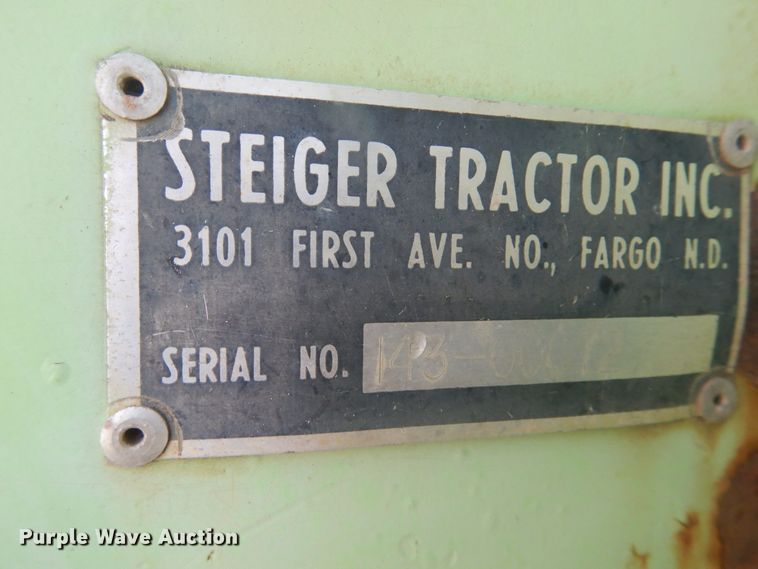 STEIGER TRACTOR INC.
3101 FIRST AVE. NO., FARGO N.D.
SERIAL NO.
Purple Wave Auction